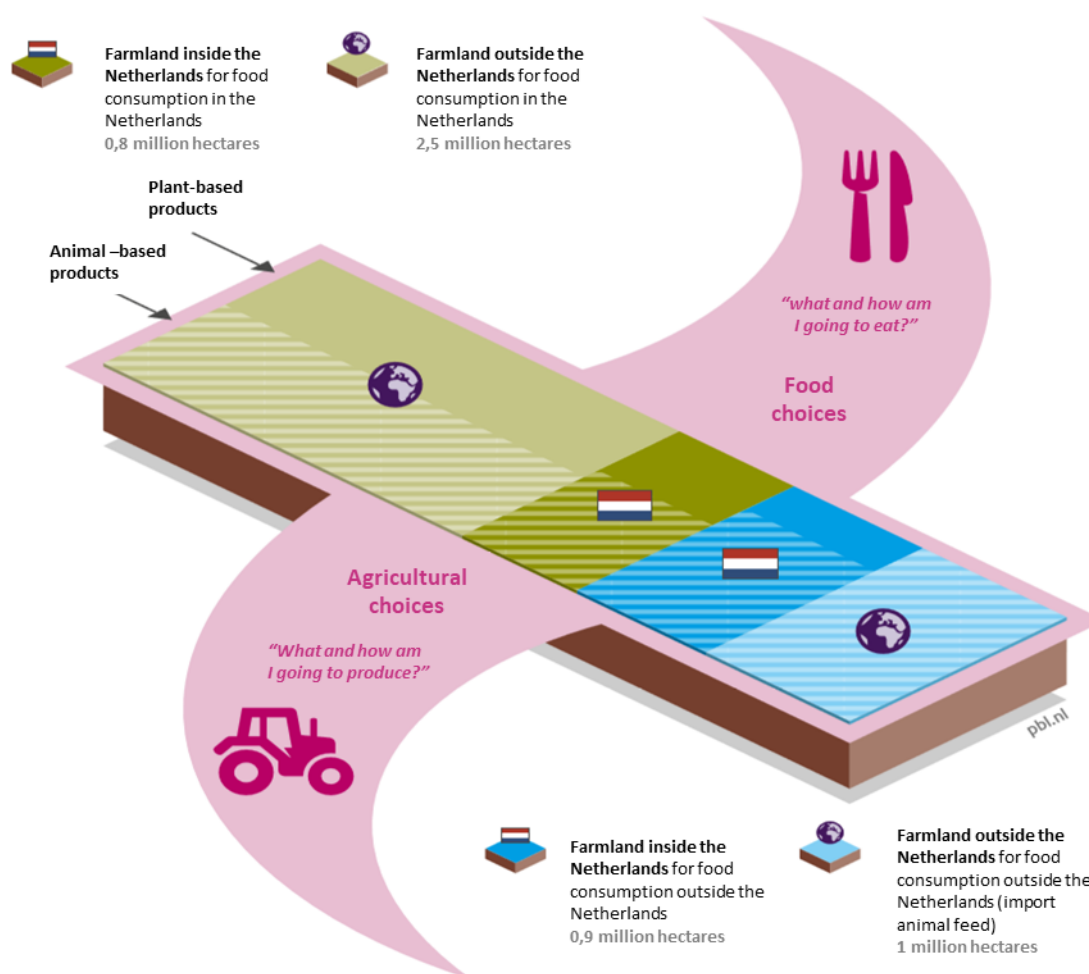 Farmland inside the
Netherlands for food
consumption in the
Netherlands
0,8 million hectares
Farmland outside the
Netherlands for food
consumption in the
Netherlands
2,5 million hectares
Plant-based
products
Animal –based
products
“what and how am
I going to eat?”
Food
choices
Agricultural
choices
“What and how am
I going to produce?”
pbl.nl
Farmland inside the
Netherlands for food
consumption outside the
Netherlands
0,9 million hectares
Farmland outside the
Netherlands for food
consumption outside the
Netherlands (import
animal feed)
1 million hectares